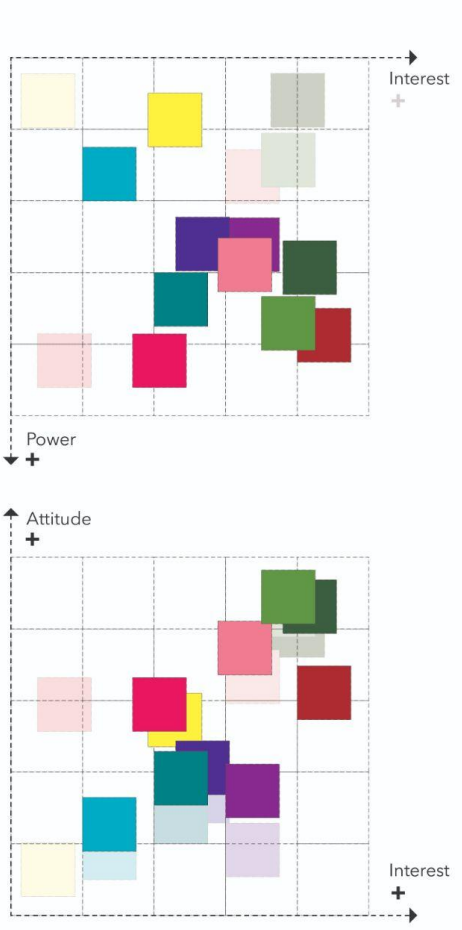 Interest
+
Power
+
Attitude
+
Interest
+